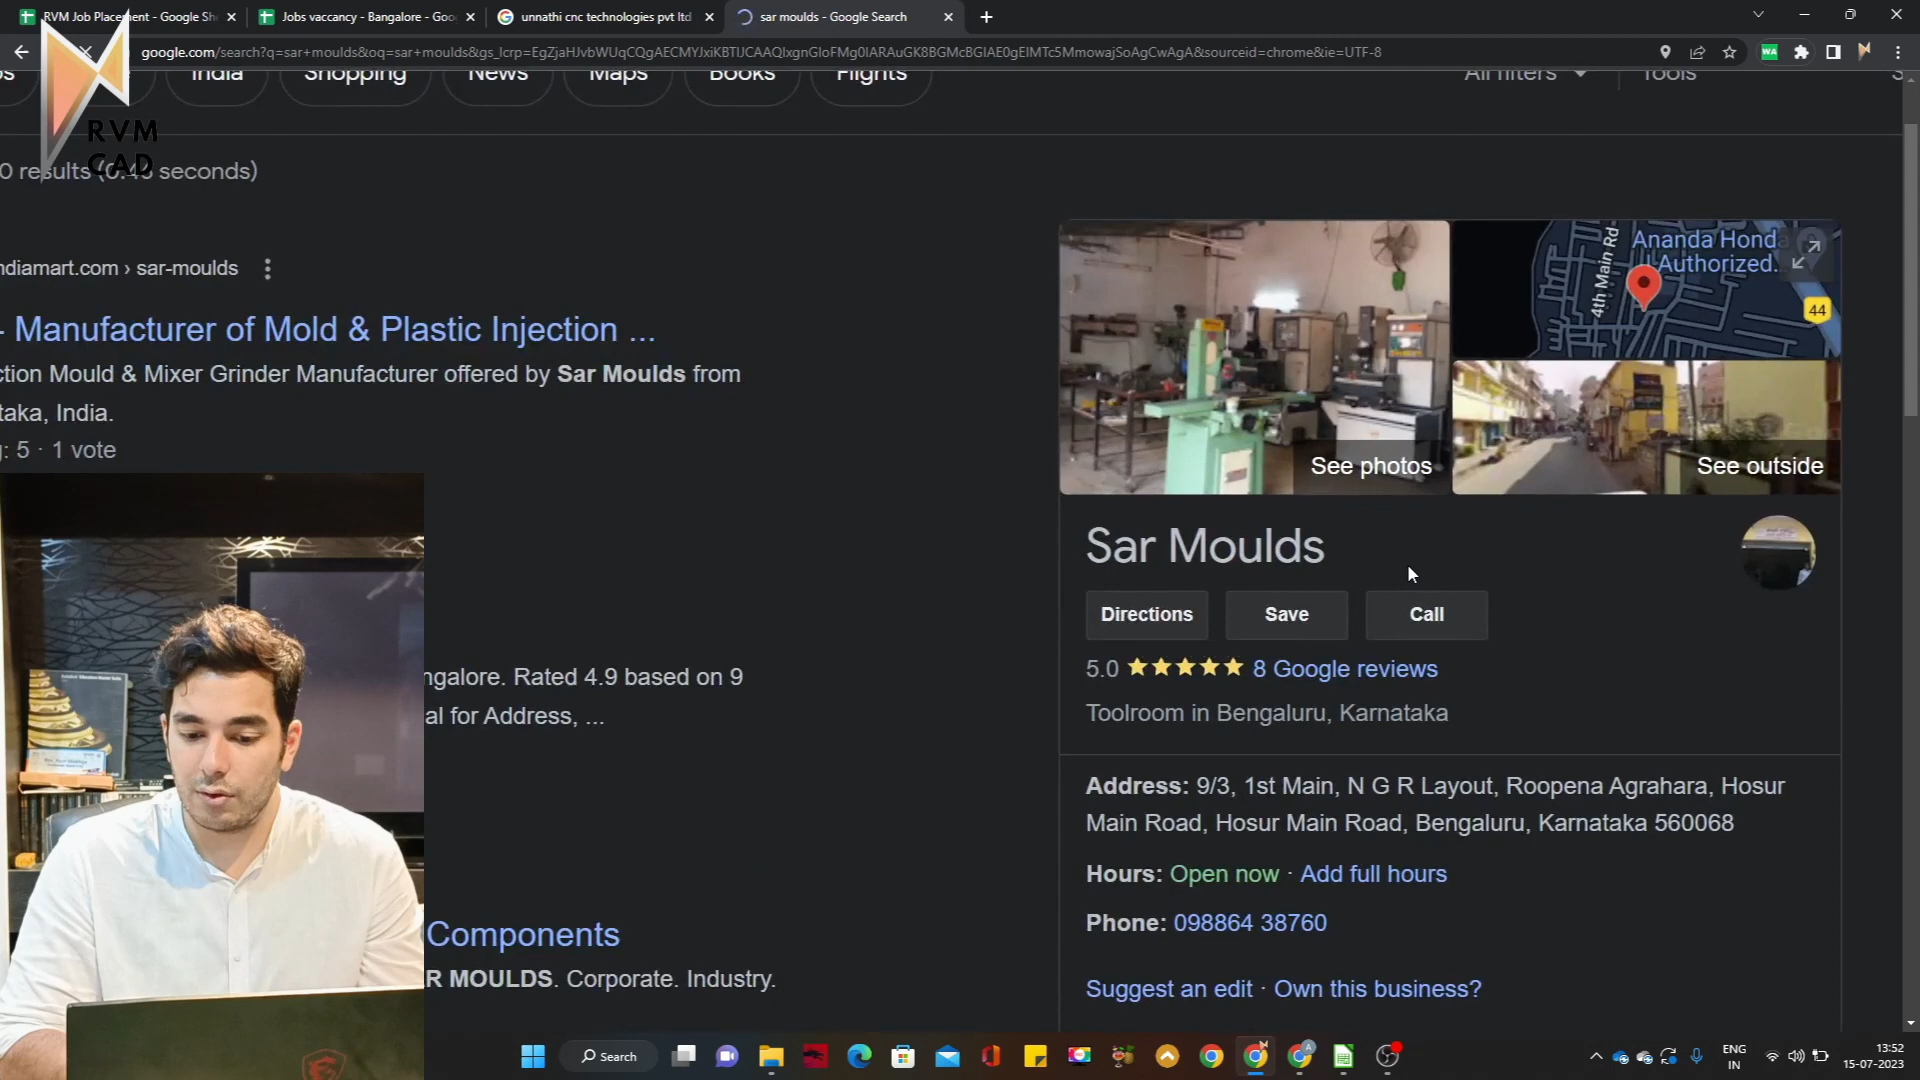 RVM Job Placement - Google She
Jobs vaccancy - Bangalore - Goo
unnathi cnc technologies pvt ltd
sar moulds - Google Search
google.com/search?q=sar+moulds&oq=sar+moulds&gs_lcrp=EgZjaHJvbWUqCQgAECMYJxiKBTIJCAAQIxgnGIoFMg0IARAuGK8BGMcBGIAE0gEIMTc5MmowajSoAgCwAgA&sourceid=chrome&ie=UTF-8
India
Shopping
News
Maps
Books
Flights
All filters
Tools
RVM
CAD
0 results (0.46 seconds)
ndiamart.com › sar-moulds
- Manufacturer of Mold & Plastic Injection ...
ction Mould & Mixer Grinder Manufacturer offered by Sar Moulds from
taka, India.
g: 5 · 1 vote
ngalore. Rated 4.9 based on 9
al for Address, ...
Components
R MOULDS. Corporate. Industry.
4th Main Rd
Ananda Honda
| Authorized...
44
See photos
See outside
Sar Moulds
Directions
Save
Call
5.0
8 Google reviews
Toolroom in Bengaluru, Karnataka
Address: 9/3, 1st Main, N G R Layout, Roopena Agrahara, Hosur
Main Road, Hosur Main Road, Bengaluru, Karnataka 560068
Hours: Open now · Add full hours
Phone: 098864 38760
Suggest an edit · Own this business?
Search
ENG
IN
13:52
15-07-2023